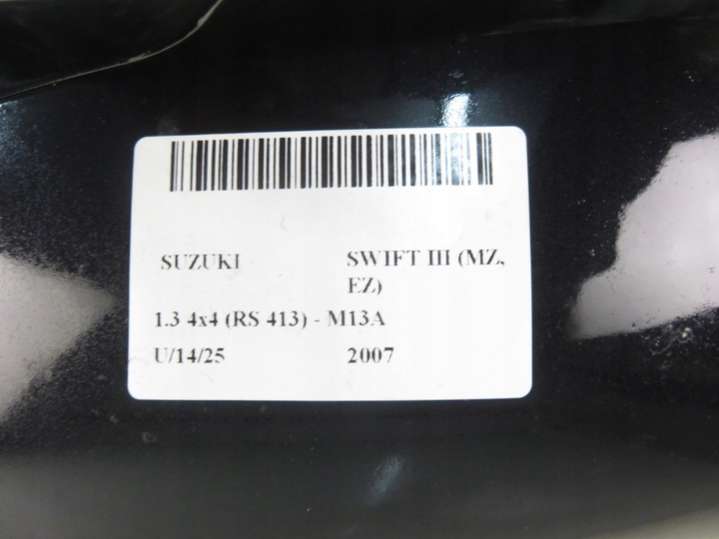 SUZUKI SWIFT III (MZ,
EZ)
1.3 4x4 (RS 413) - M13A
U/14/25 2007